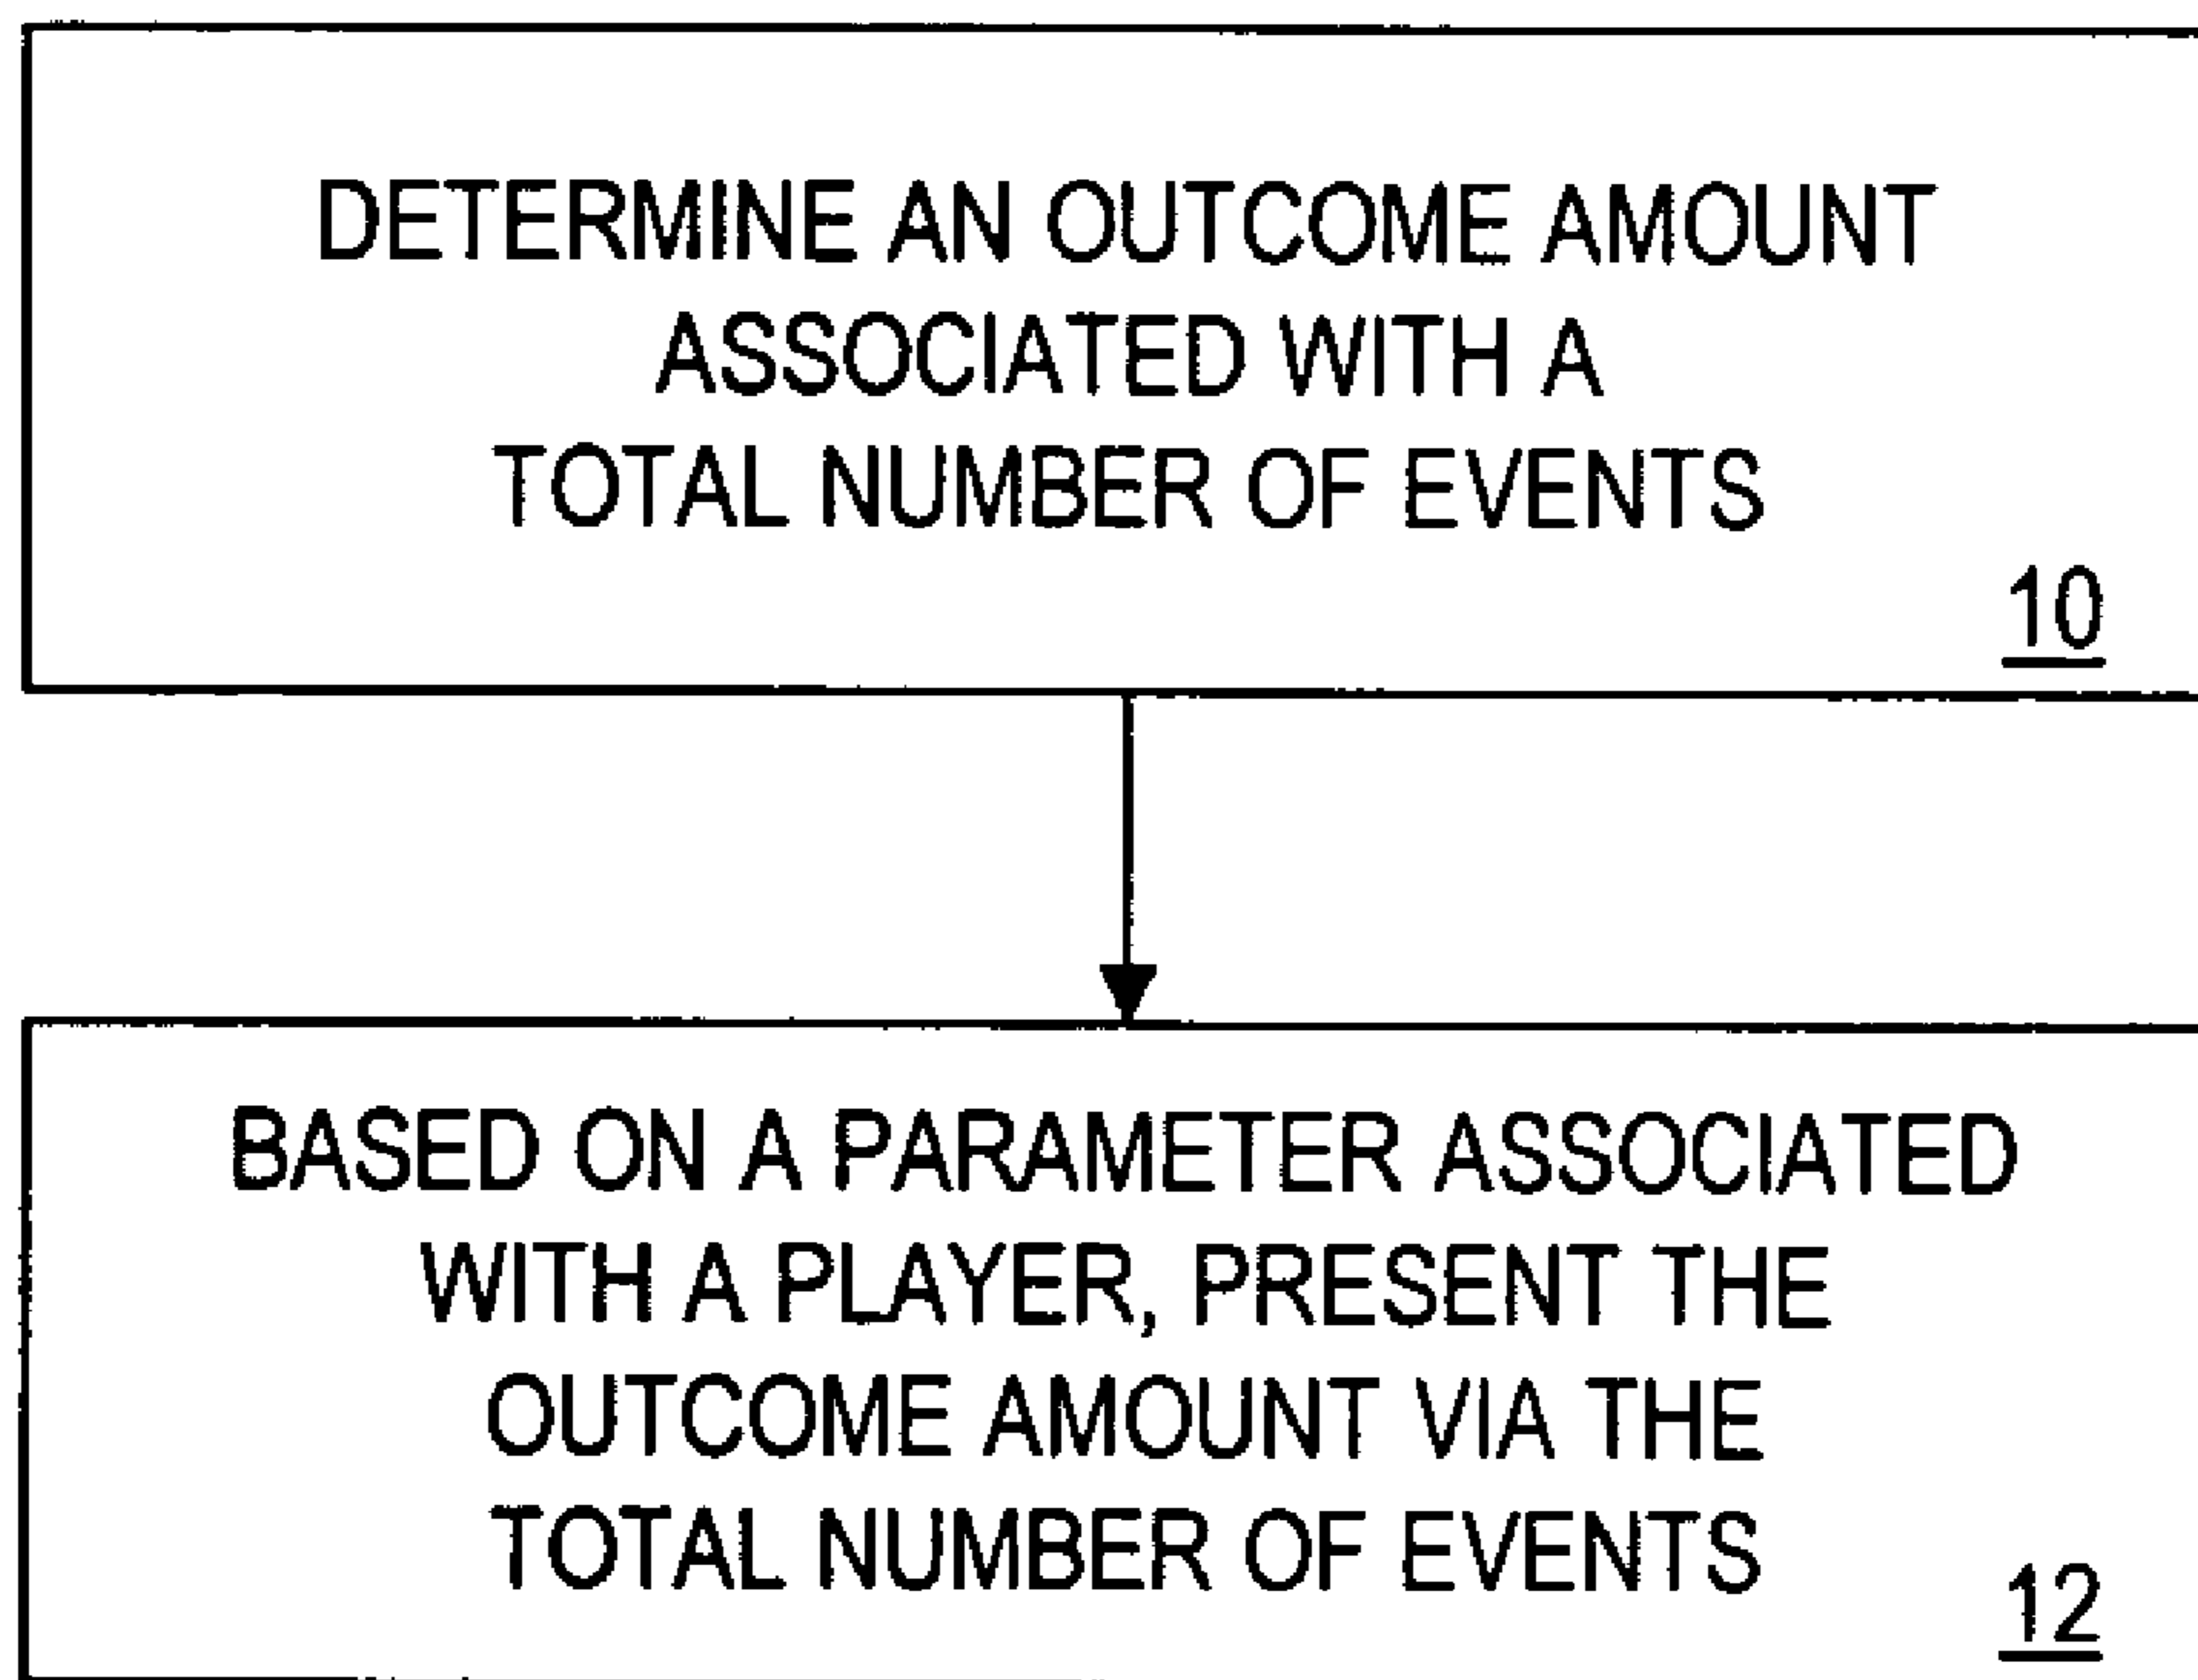 DETERMINE AN OUTCOME AMOUNT
ASSOCIATED WITH A
TOTAL NUMBER OF EVENTS
10
BASED ON A PARAMETER ASSOCIATED
WITH A PLAYER, PRESENT THE
OUTCOME AMOUNT VIA THE
TOTAL NUMBER OF EVENTS
12